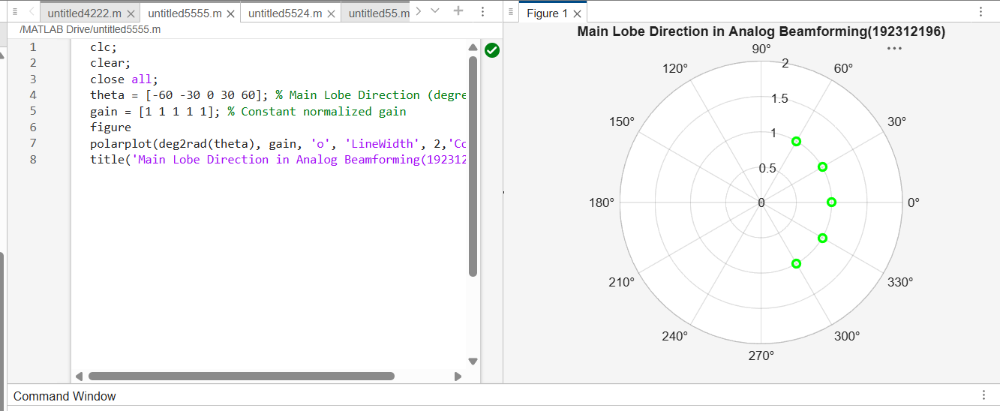 untitled4222.m
untitled5555.m
untitled5524.m
untitled55.m
/MATLAB Drive/untitled5555.m
1 clc;
2 clear;
3 close all;
4 theta = [-60 -30 0 30 60]; % Main Lobe Direction (degre
5 gain = [1 1 1 1 1]; % Constant normalized gain
6 figure
7 polarplot(deg2rad(theta), gain, 'o', 'LineWidth', 2,'Co
8 title('Main Lobe Direction in Analog Beamforming(192312
Command Window
Figure 1
Main Lobe Direction in Analog Beamforming(192312196)
90°
2
120°
60°
1.5
150°
30°
1
0.5
180°
0
0°
210°
330°
240°
300°
270°